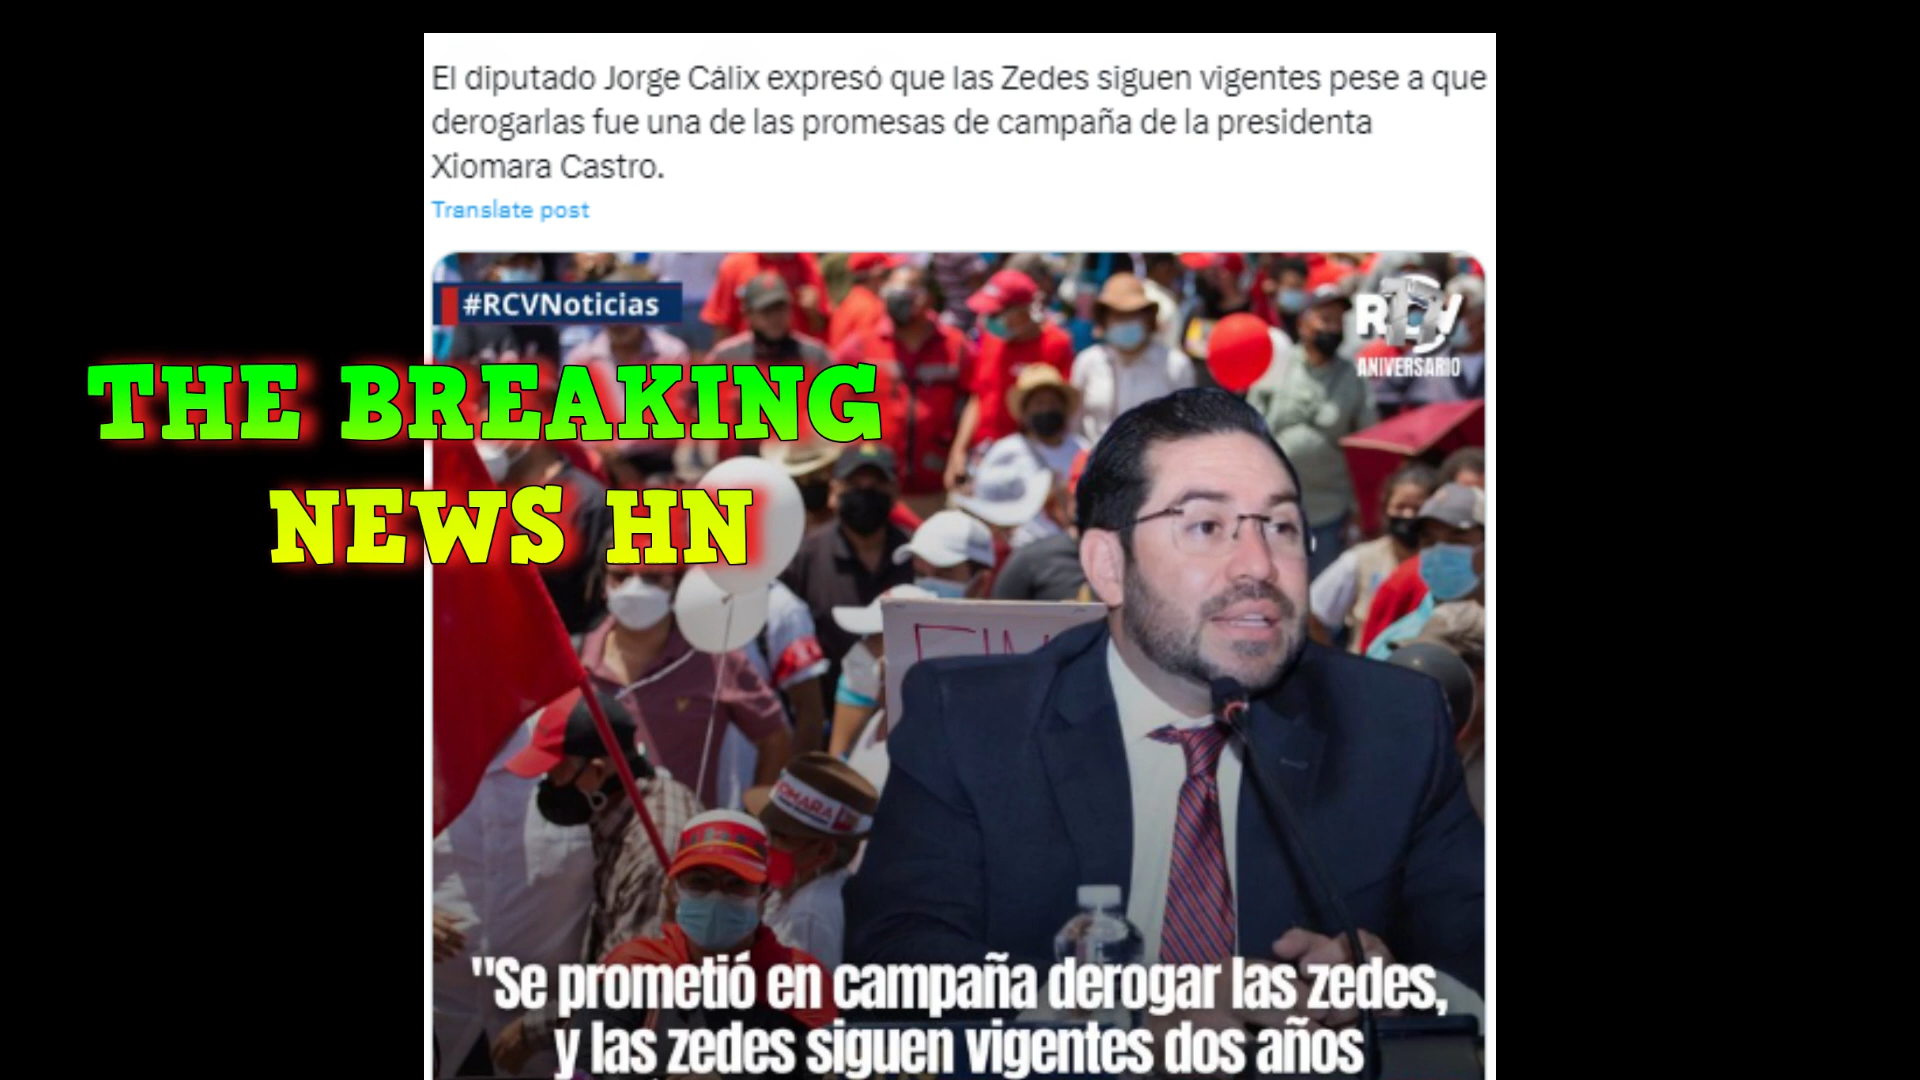 El diputado Jorge Cálix expresó que las Zedes siguen vigentes pese a que
derogarlas fue una de las promesas de campaña de la presidenta
Xiomara Castro.
Translate post
#RCVNoticias
RCV
17
ANIVERSARIO
THE BREAKING
NEWS HN
"Se prometió en campaña derogar las zedes,
y las zedes siguen vigentes dos años